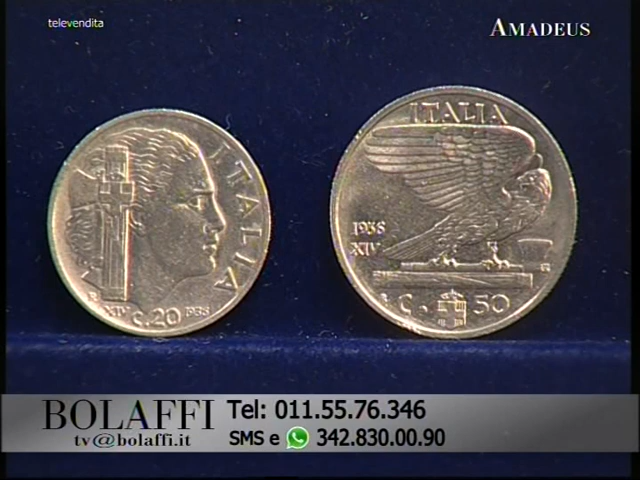 televendita
AMADEUS
ITALIA
R XIV C.20 1936
ITALIA
1936
XIV
R C. 50
BOLAFFI
tv@bolaffi.it
Tel: 011.55.76.346
SMS e 342.830.00.90